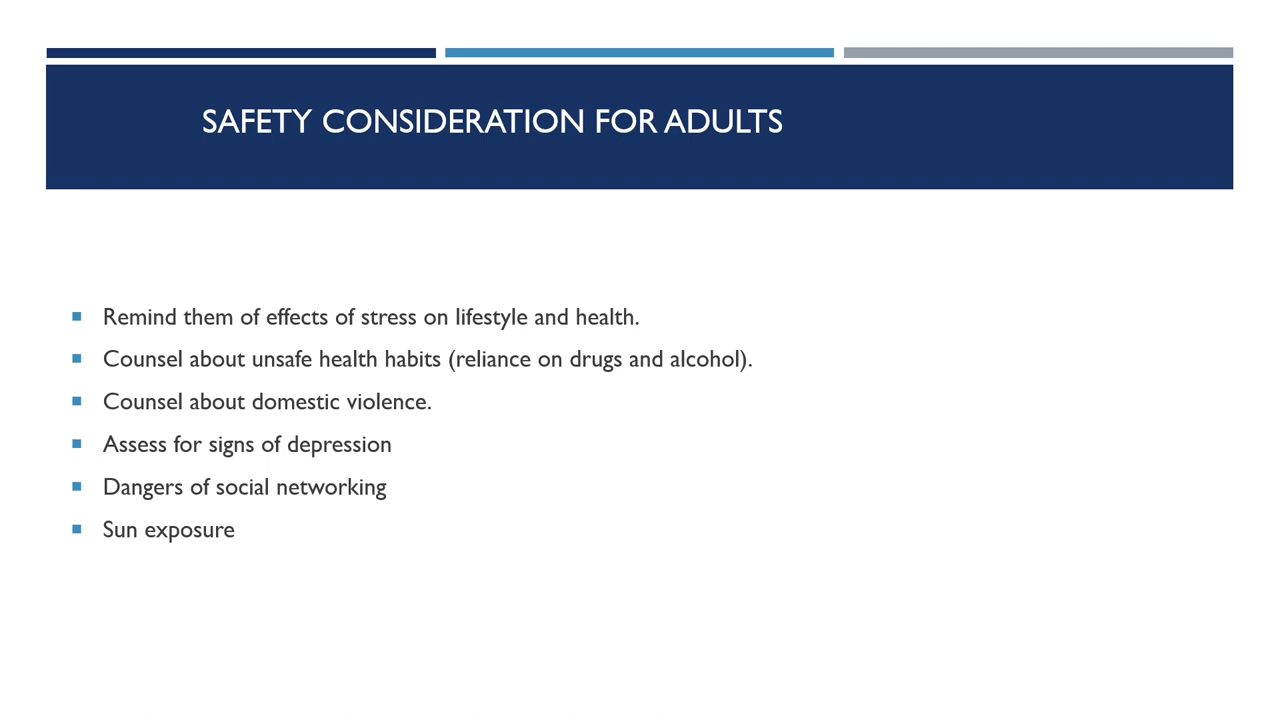 SAFETY CONSIDERATION FOR ADULTS
Remind them of effects of stress on lifestyle and health.
Counsel about unsafe health habits (reliance on drugs and alcohol).
Counsel about domestic violence.
Assess for signs of depression
Dangers of social networking
Sun exposure